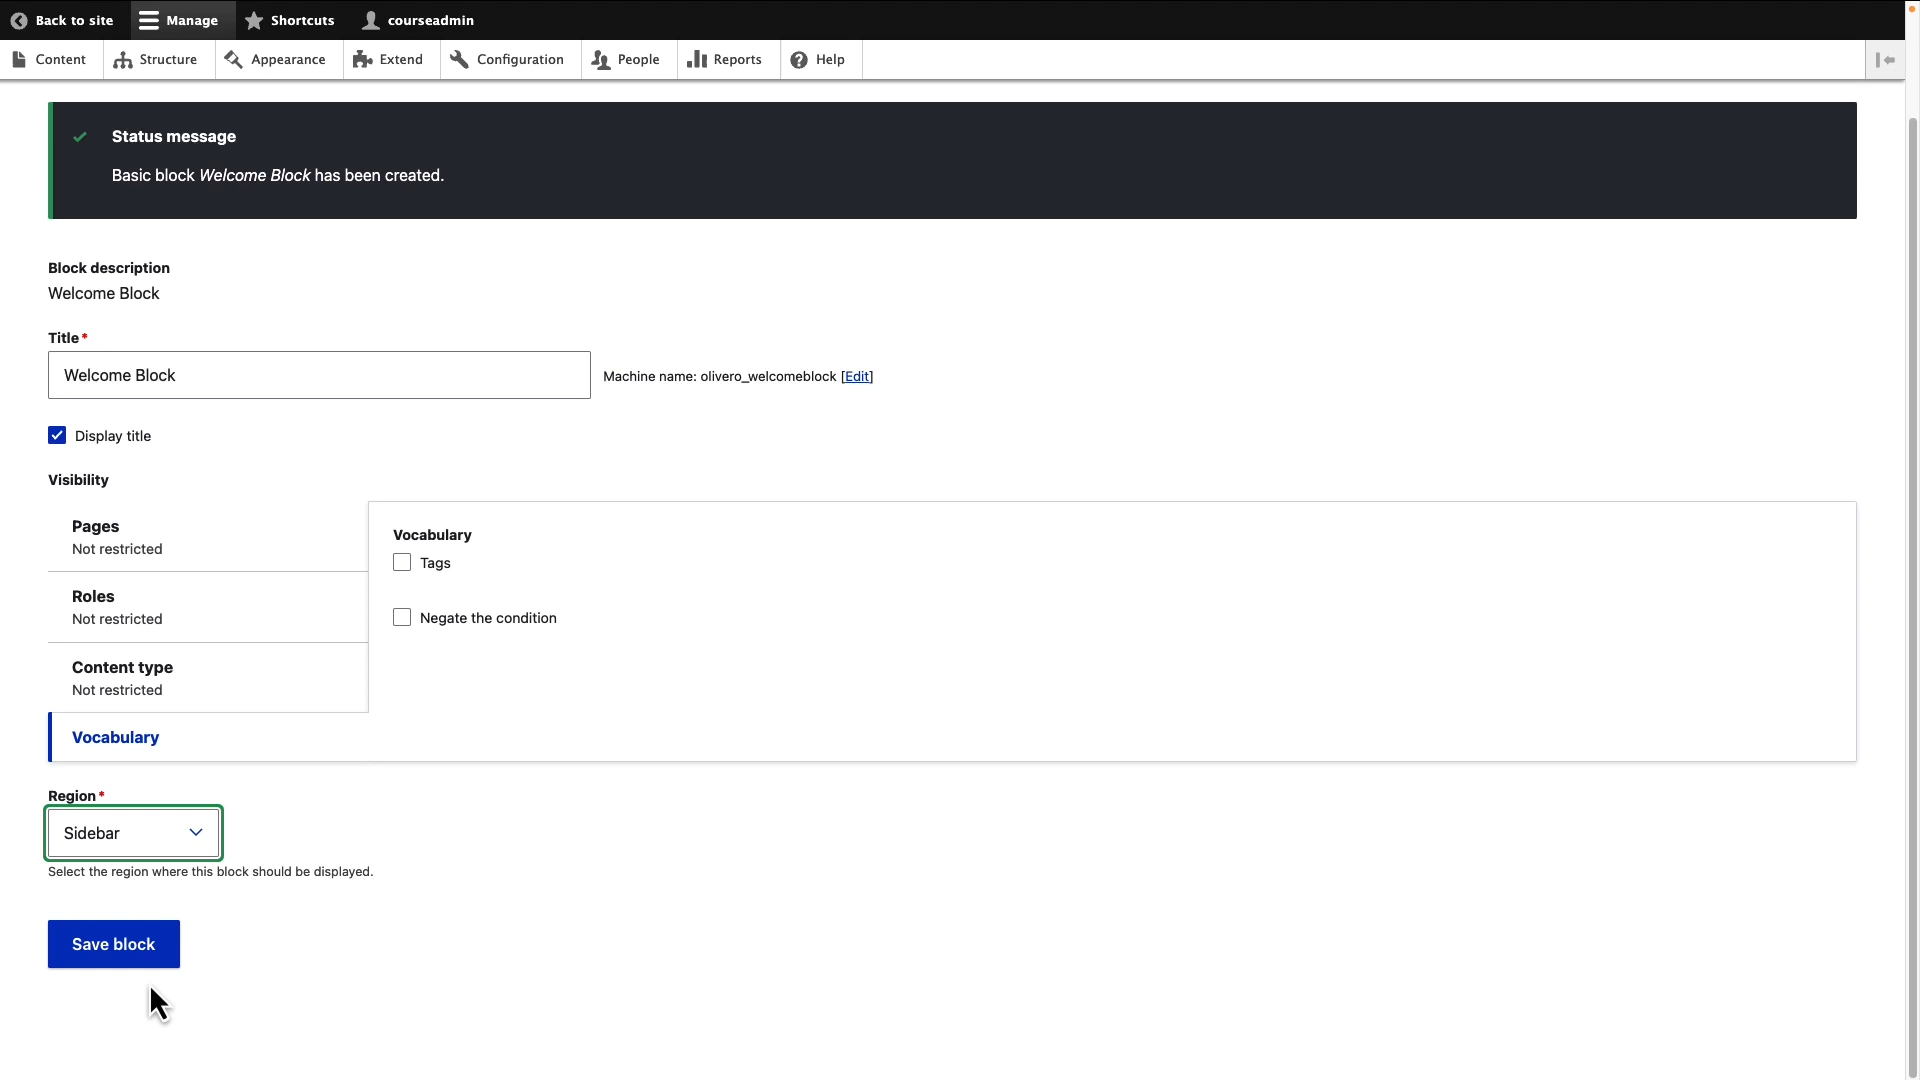 Back to site Manage Shortcuts courseadmin
Content Structure Appearance Extend Configuration People Reports Help
Status message
Basic block Welcome Block has been created.
Block description
Welcome Block
Title*
Welcome Block
Machine name: olivero_welcomeblock [Edit]
Display title
Visibility
Pages
Not restricted
Roles
Not restricted
Content type
Not restricted
Vocabulary
Vocabulary
Tags
Negate the condition
Region*
Sidebar
Select the region where this block should be displayed.
Save block